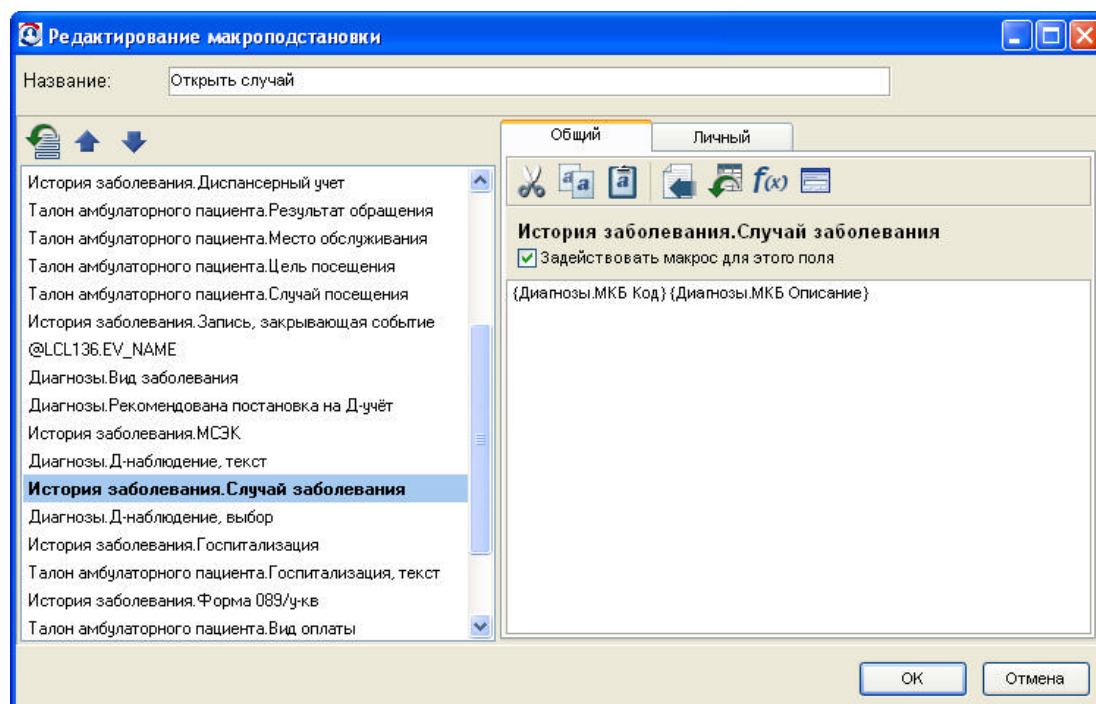 Редактирование макроподстановки
Название: Открыть случай
Общий Личный
f(x)
История заболевания.Диспансерный учет
Талон амбулаторного пациента.Результат обращения
Талон амбулаторного пациента.Место обслуживания
Талон амбулаторного пациента.Цель посещения
Талон амбулаторного пациента.Случай посещения
История заболевания.Запись, закрывающая событие
@LCL136.EV_NAME
Диагнозы.Вид заболевания
Диагнозы.Рекомендована постановка на Д-учёт
История заболевания.МСЭК
Диагнозы.Д-наблюдение, текст
История заболевания.Случай заболевания
Диагнозы.Д-наблюдение, выбор
История заболевания.Госпитализация
Талон амбулаторного пациента.Госпитализация, текст
История заболевания.Форма 089/у-кв
Талон амбулаторного пациента.Вид оплаты
История заболевания.Случай заболевания
Задействовать макрос для этого поля
{Диагнозы.МКБ Код} {Диагнозы.МКБ Описание}
ОК Отмена